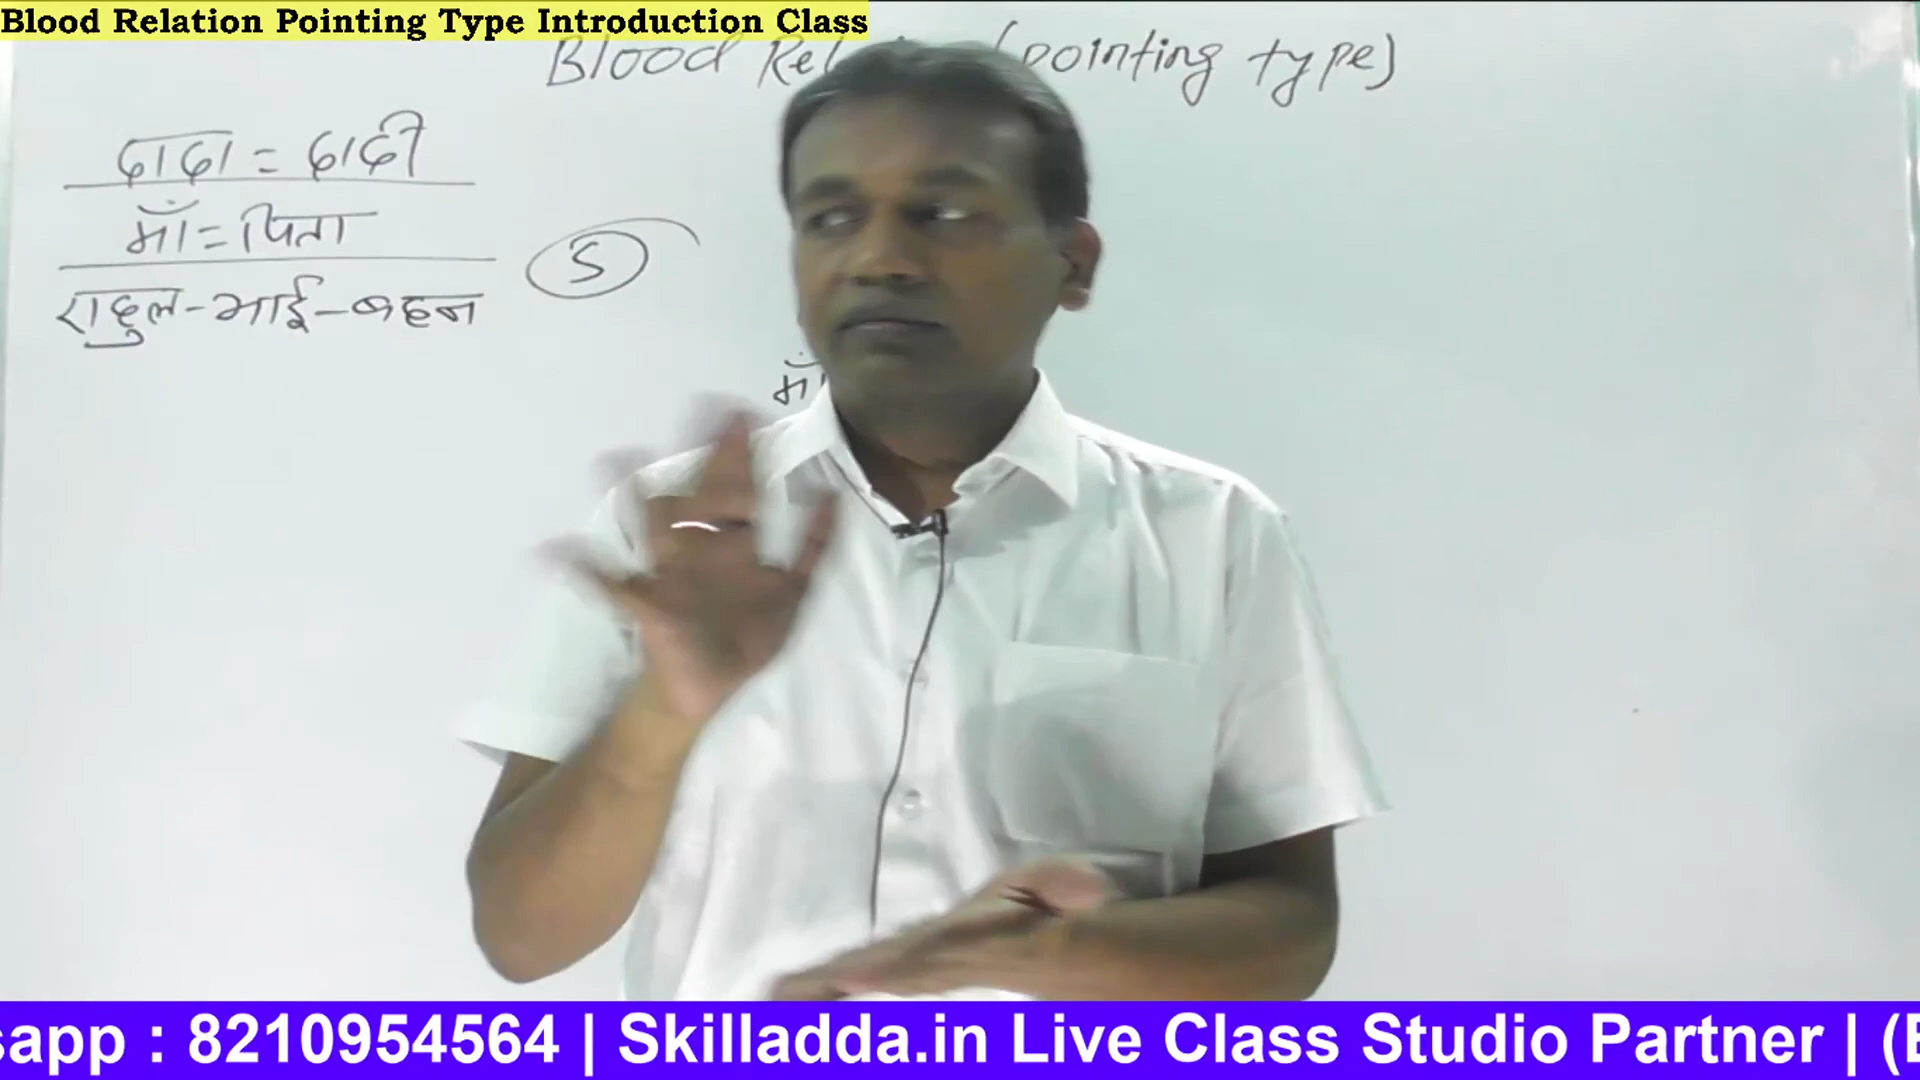 Blood Relation Pointing Type Introduction Class
Blood Rel (pointing type)
दादा = दादी
माँ = पिता
राहुल - भाई - बहन
5
माँ
sapp : 8210954564 | Skilladda.in Live Class Studio Partner | (E